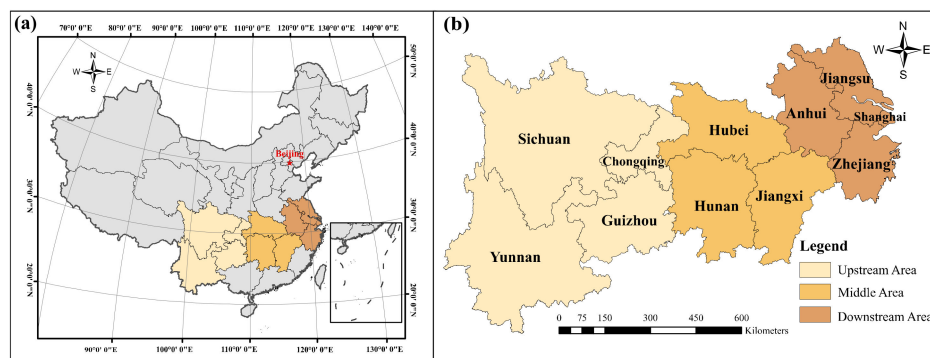 (a)
70°0'0"E 80°0'0"E 90°0'0"E 100°0'0"E 110°0'0"E 120°0'0"E 130°0'0"E 140°0'0"E
N
W E
S
50°0'0"N
40°0'0"N
40°0'0"N
30°0'0"N
30°0'0"N
20°0'0"N
20°0'0"N
Beijing
90°0'0"E 100°0'0"E 110°0'0"E 120°0'0"E 130°0'0"E
(b)
N
W E
S
Jiangsu
Anhui
Shanghai
Hubei
Sichuan
Chongqing
Zhejiang
Jiangxi
Hunan
Guizhou
Yunnan
Legend
Upstream Area
Middle Area
Downstream Area
0 75 150 300 450 600
Kilometers